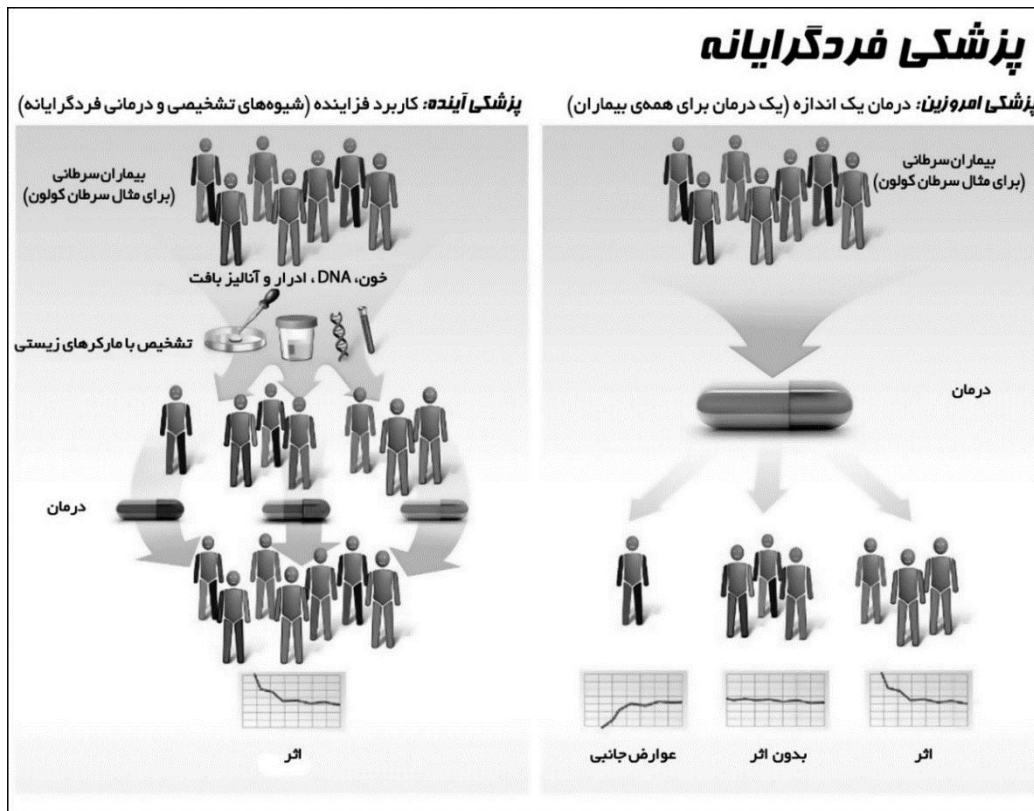 پزشکی فردگرایانه
پزشکی امروزین: درمان یک اندازه (یک درمان برای همه‌ی بیماران)
بیماران سرطانی
(برای مثال سرطان کولون)
درمان
اثر
بدون اثر
عوارض جانبی
پزشکی آینده: کاربرد فزاینده (شیوه‌های تشخیصی و درمانی فردگرایانه)
بیماران سرطانی
(برای مثال سرطان کولون)
خون، DNA، ادرار و آنالیز بافت
تشخیص با مارکرهای زیستی
درمان
اثر